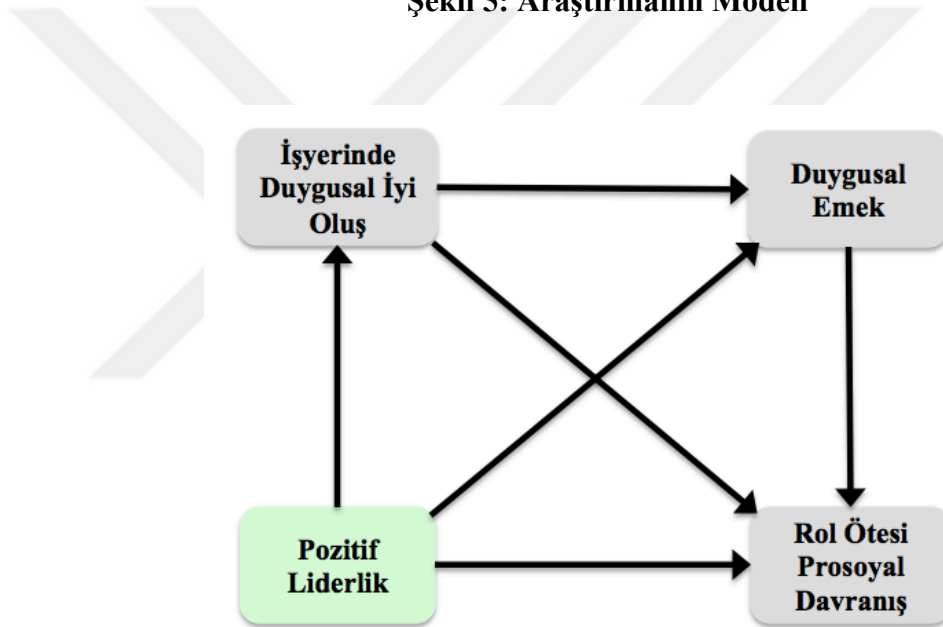 Şekil 5: Araştırmanın Modeli
İşyerinde
Duygusal İyi
Oluş
Duygusal
Emek
Pozitif
Liderlik
Rol Ötesi
Prosoyal
Davranış